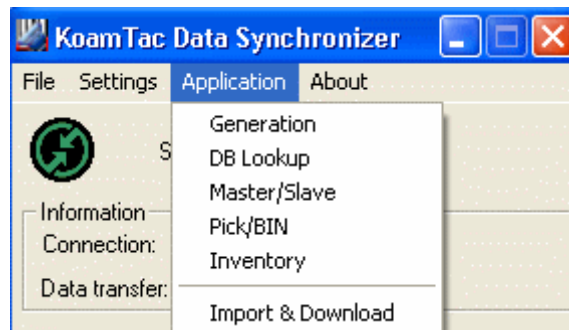 KoamTac Data Synchronizer
File Settings Application About
Generation
S
DB Lookup
Master/Slave
Information
Pick/BIN
Connection:
Inventory
Data transfer:
Import & Download